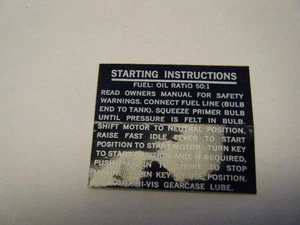 STARTING INSTRUCTIONS
FUEL: OIL RATIO 50:1
READ OWNERS MANUAL FOR SAFETY
WARNINGS. CONNECT FUEL LINE (BULB
END TO TANK). SQUEEZE PRIMER BULB
UNTIL PRESSURE IS FELT IN BULB.
SHIFT MOTOR TO NEUTRAL POSITION.
RAISE FAST IDLE LEVER TO START
POSITION TO START MOTOR - TURN KEY
TO START POSITION AND, IF REQUIRED,
PUSH KEY IN TO CHOKE TO STOP
TURN KEY POSITION.
HI-VIS GEARCASE LUBE.